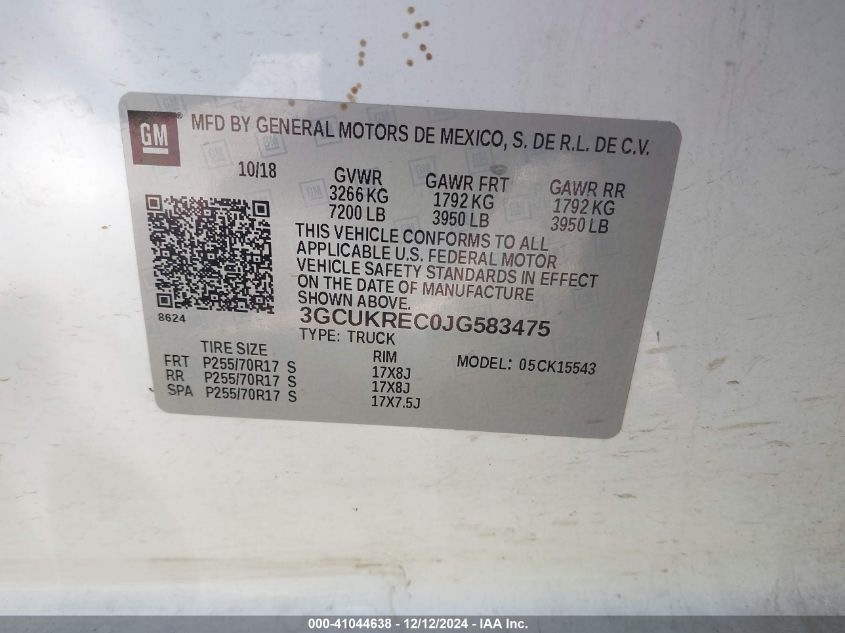 GM
MFD BY GENERAL MOTORS DE MEXICO, S. DE R.L. DE C.V.
10/18 GVWR GAWR FRT GAWR RR
3266 KG 1792 KG 1792 KG
7200 LB 3950 LB 3950 LB
THIS VEHICLE CONFORMS TO ALL
APPLICABLE U.S. FEDERAL MOTOR
VEHICLE SAFETY STANDARDS IN EFFECT
ON THE DATE OF MANUFACTURE
SHOWN ABOVE.
8624
3GCUKREC0JG583475
TYPE: TRUCK
TIRE SIZE RIM MODEL: 05CK15543
FRT P255/70R17 S 17X8J
RR P255/70R17 S 17X8J
SPA P255/70R17 S 17X7.5J
000-41044638 - 12/12/2024 - IAA Inc.